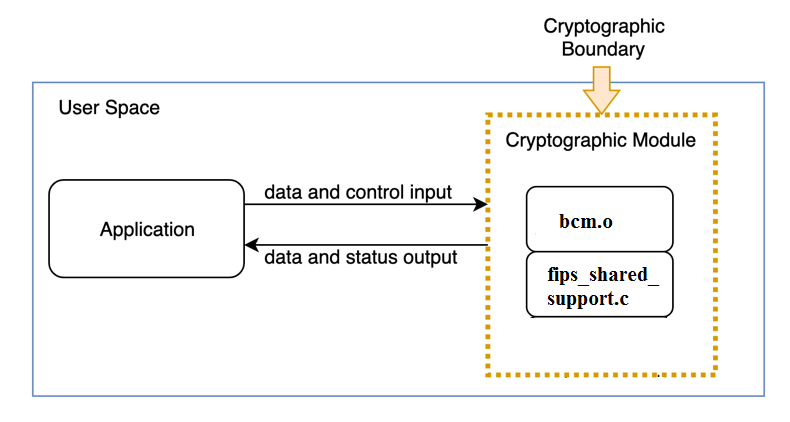 Cryptographic
Boundary
User Space
Cryptographic Module
data and control input
Application
bcm.o
data and status output
fips_shared_
support.c